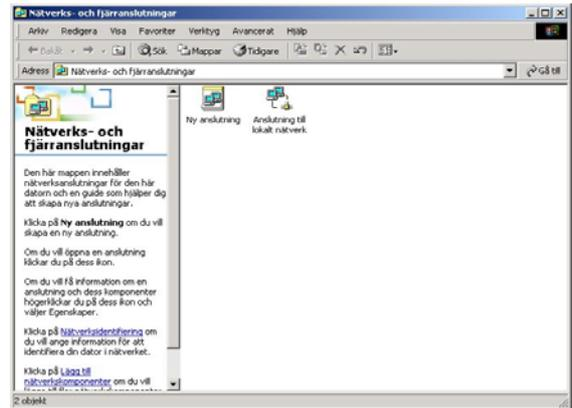 Nätverks- och fjärranslutningar
Arkiv Redigera Visa Favoriter Verktyg Avancerat Hjälp
Bakåt Sök Mappar Tidigare
Adress Nätverks- och fjärranslutningar Gå till
Nätverks- och
fjärranslutningar
Den här mappen innehåller
nätverksanslutningar för den här
datorn och en guide som hjälper dig
att skapa nya anslutningar.
Klicka på Ny anslutning om du vill
skapa en ny anslutning.
Om du vill öppna en anslutning
klickar du på dess ikon.
Om du vill få information om en
anslutning och dess komponenter
högerklickar du på dess ikon och
väljer Egenskaper.
Klicka på Nätverksidentifiering om
du vill ange information för att
identifiera din dator i nätverket.
Klicka på Lägg till
nätverkskomponenter om du vill
Ny anslutning
Anslutning till
lokalt nätverk
2 objekt